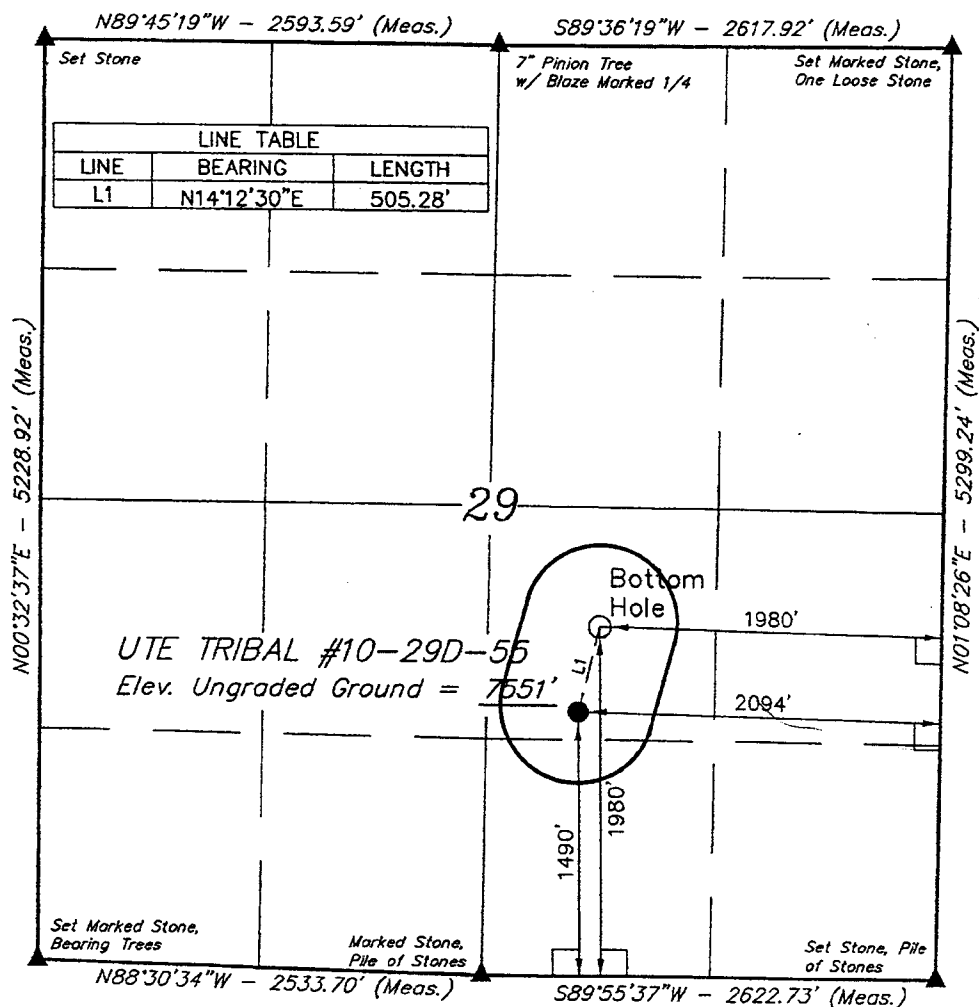 N89°45'19"W - 2593.59' (Meas.)
S89°36'19"W - 2617.92' (Meas.)
Set Stone
7" Pinion Tree
w/ Blaze Marked 1/4
Set Marked Stone,
One Loose Stone
LINE TABLE
LINE BEARING LENGTH
L1 N14°12'30"E 505.28'
N0°32'37"E - 5228.92' (Meas.)
N01°08'26"E - 5299.24' (Meas.)
29
Bottom
Hole
1980'
UTE TRIBAL #10-29D-55
Elev. Ungraded Ground = 7551'
L1
2094'
1490'
1980'
Set Marked Stone,
Bearing Trees
Marked Stone,
Pile of Stones
Set Stone, Pile
of Stones
N88°30'34"W - 2533.70' (Meas.)
S89°55'37"W - 2622.73' (Meas.)